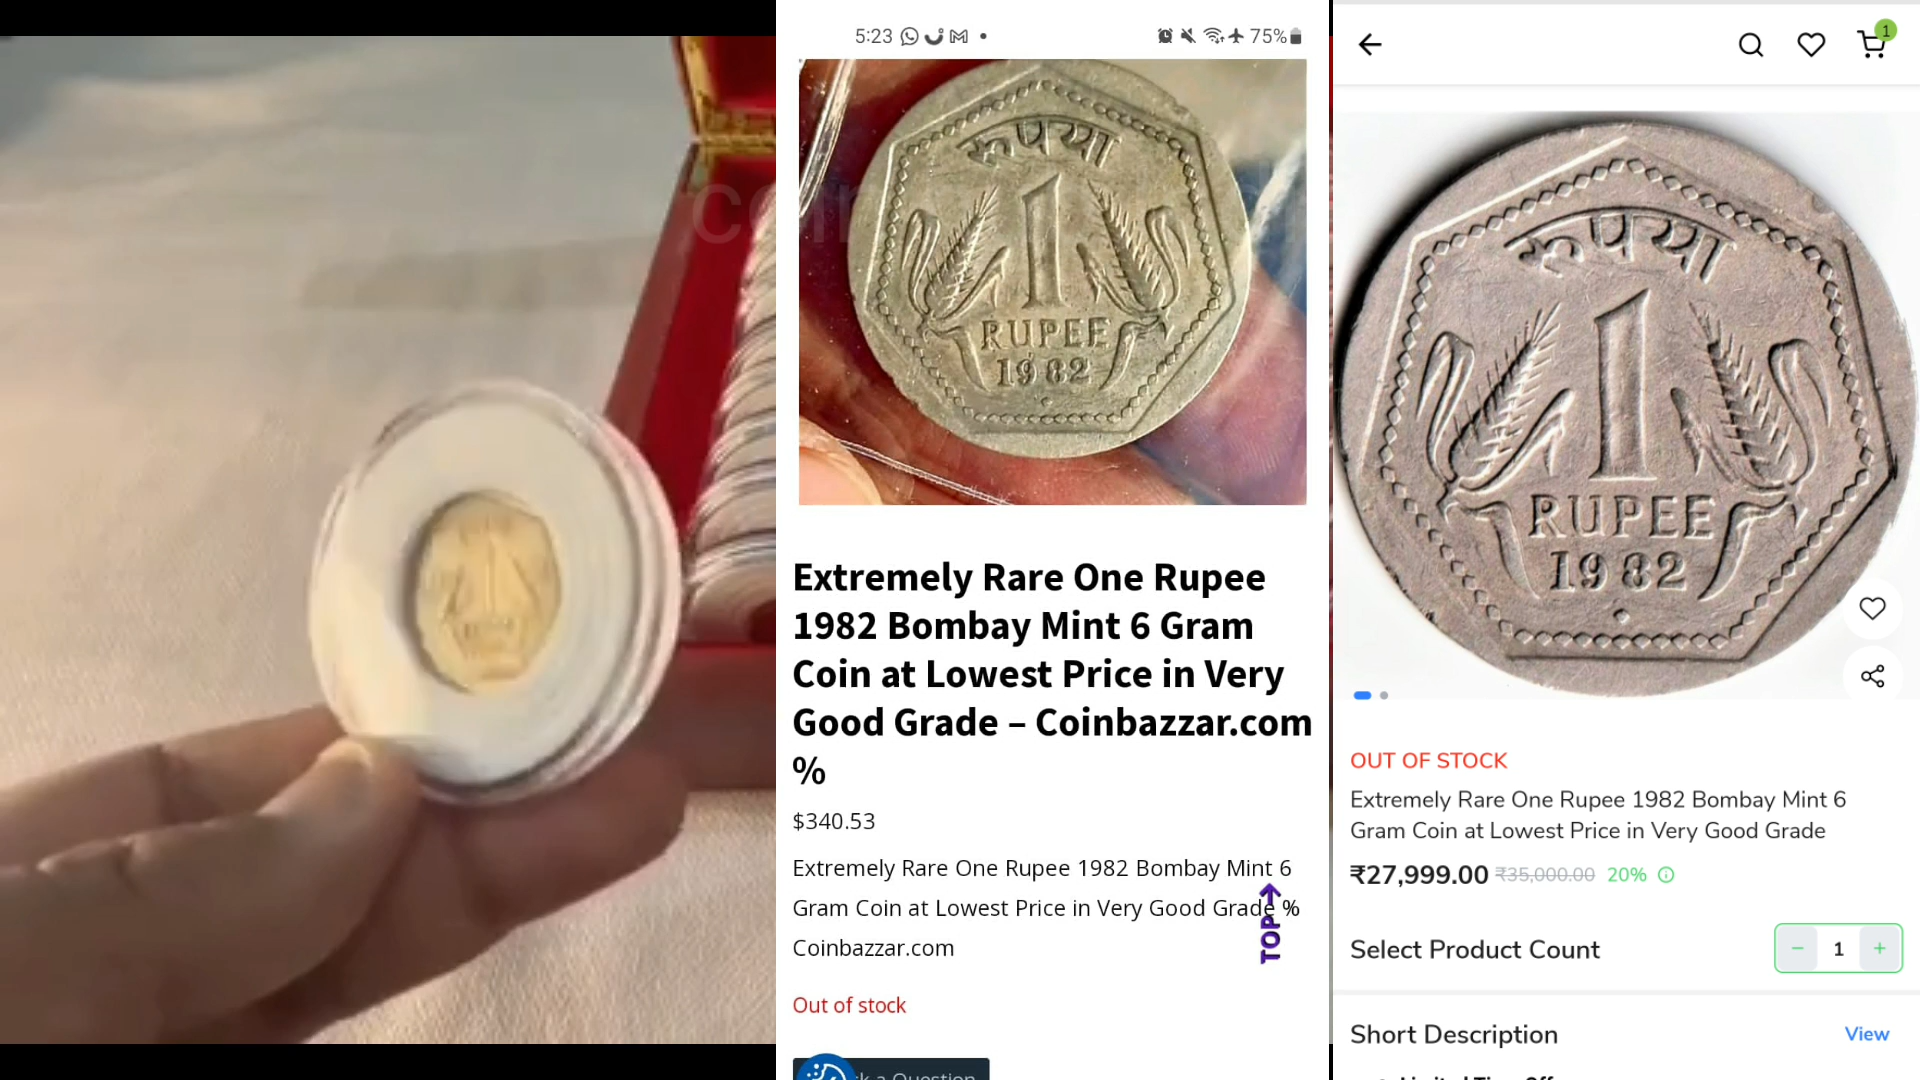 5:23
75%
रूपया
1
RUPEE
1982
Extremely Rare One Rupee
1982 Bombay Mint 6 Gram
Coin at Lowest Price in Very
Good Grade – Coinbazzar.com
%
$340.53
Extremely Rare One Rupee 1982 Bombay Mint 6
Gram Coin at Lowest Price in Very Good Grade %
Coinbazzar.com
TOP
Out of stock
k a Question
1
रूपया
1
RUPEE
1982
OUT OF STOCK
Extremely Rare One Rupee 1982 Bombay Mint 6
Gram Coin at Lowest Price in Very Good Grade
₹27,999.00 ₹35,000.00 20%
Select Product Count
− 1 +
Short Description
View